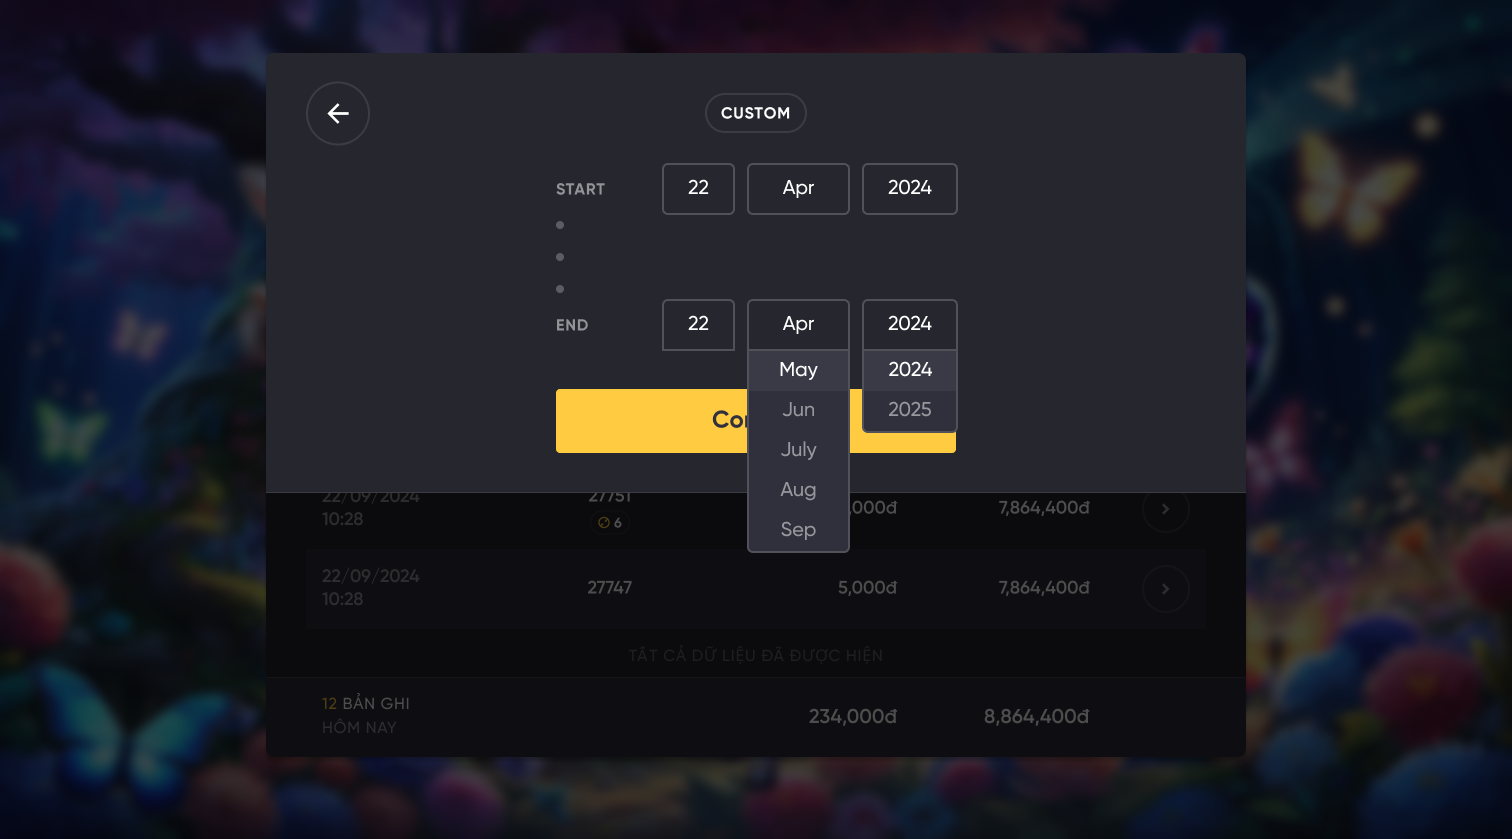 CUSTOM
START 22 Apr 2024
END 22 Apr 2024
May 2024
Jun 2025
July
Aug
Sep
22/09/2024 27751 7,864,400đ
10:28 6
22/09/2024 27747 5,000đ 7,864,400đ
10:28
TẤT CẢ DỮ LIỆU ĐÃ ĐƯỢC HIỆN
12 BẢN GHI 234,000đ 8,864,400đ
HÔM NAY